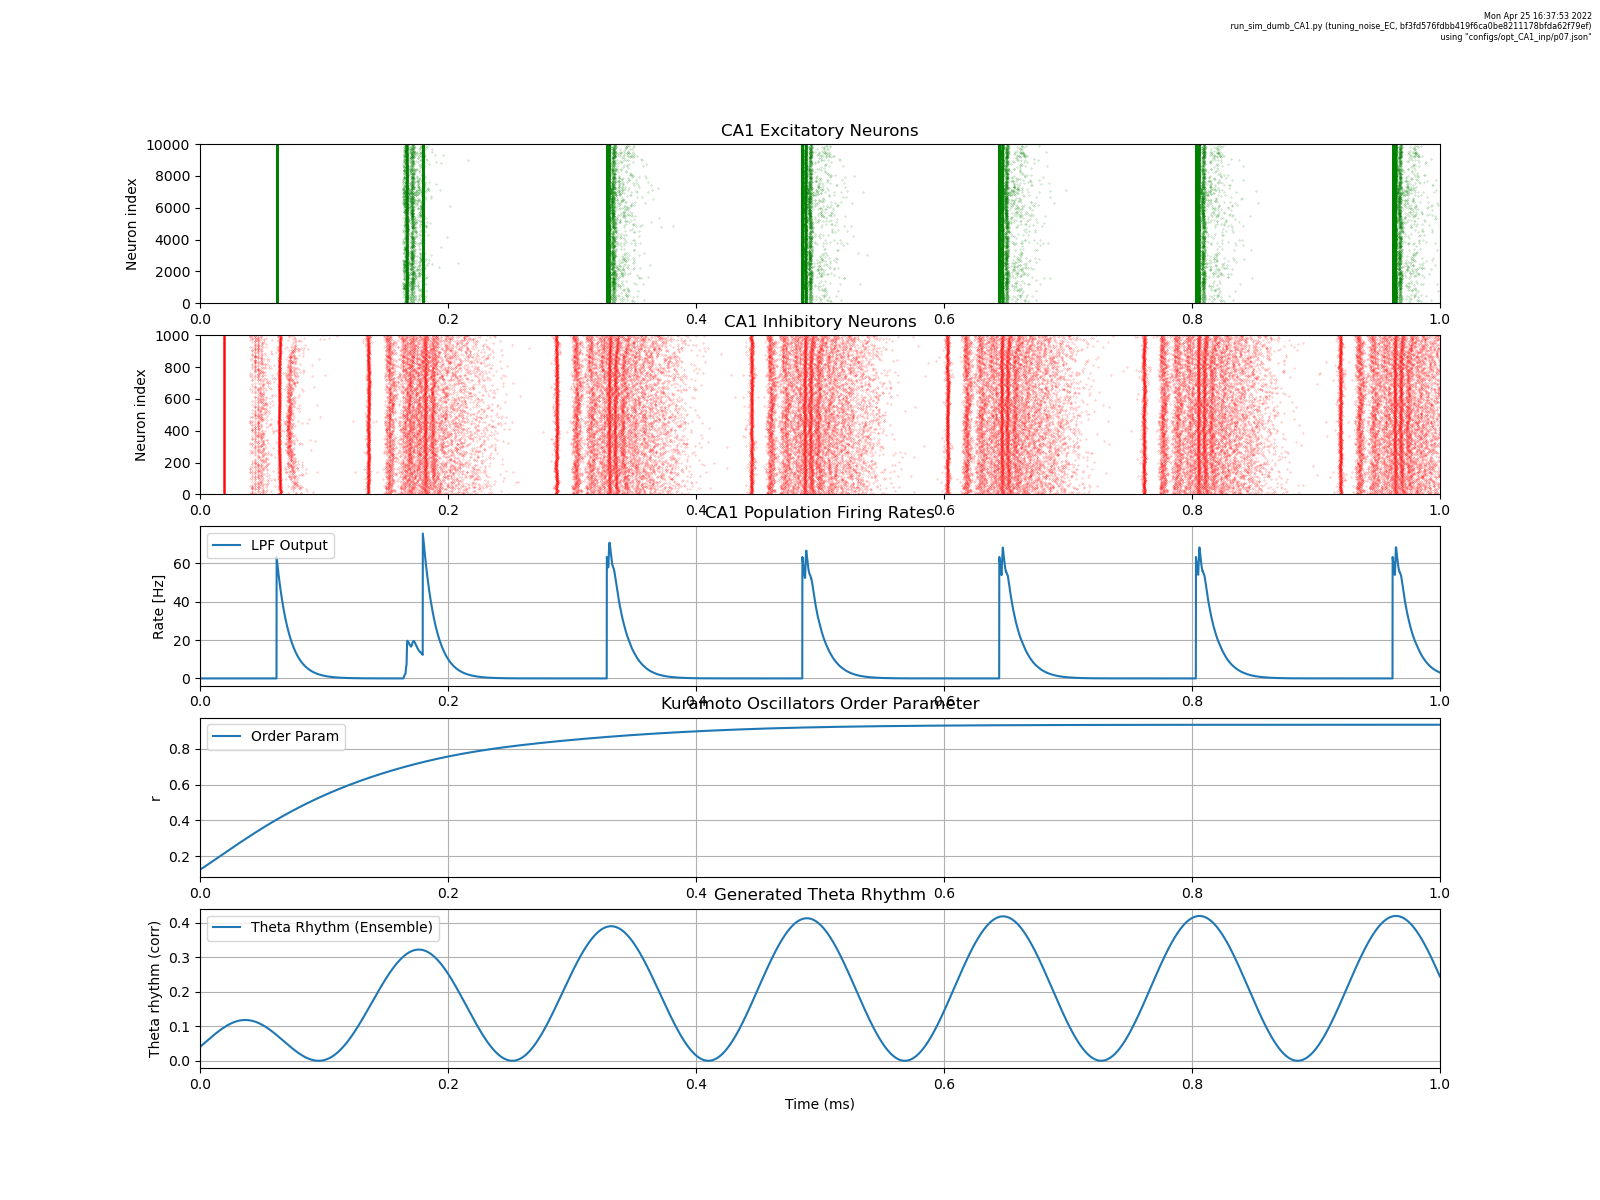 Mon Apr 25 16:37:53 2022
run_sim_dumb_CA1.py (tuning_noise_EC, bf3fd576fdbb419f6ca0be8211178bfda62f79ef)
using "configs/opt_CA1_inp/p07.json"
CA1 Excitatory Neurons
Neuron index
10000
8000
6000
4000
2000
0
0.0 0.2 0.4 0.6 0.8 1.0
CA1 Inhibitory Neurons
Neuron index
1000
800
600
400
200
0
0.0 0.2 0.4 0.6 0.8 1.0
CA1 Population Firing Rates
LPF Output
Rate [Hz]
60
40
20
0
0.0 0.2 0.4 0.6 0.8 1.0
Kuramoto Oscillators Order Parameter
Order Param
r
0.8
0.6
0.4
0.2
0.0 0.2 0.4 0.6 0.8 1.0
Generated Theta Rhythm
Theta Rhythm (Ensemble)
Theta rhythm (corr)
0.4
0.3
0.2
0.1
0.0
0.0 0.2 0.4 0.6 0.8 1.0
Time (ms)